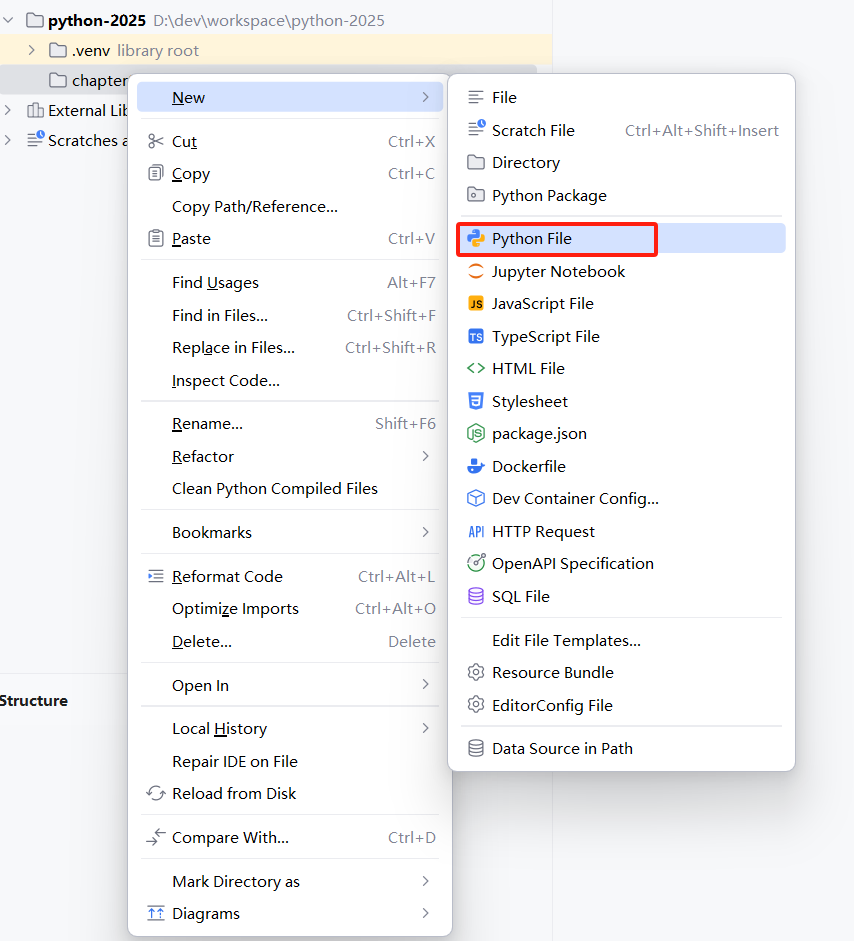 python-2025 D:\dev\workspace\python-2025
.venv library root
chapter
External Lib
Scratches a
Structure
New
Cut Ctrl+X
Copy Ctrl+C
Copy Path/Reference...
Paste Ctrl+V
Find Usages Alt+F7
Find in Files... Ctrl+Shift+F
Replace in Files... Ctrl+Shift+R
Inspect Code...
Rename... Shift+F6
Refactor
Clean Python Compiled Files
Bookmarks
Reformat Code Ctrl+Alt+L
Optimize Imports Ctrl+Alt+O
Delete... Delete
Open In
Local History
Repair IDE on File
Reload from Disk
Compare With... Ctrl+D
Mark Directory as
Diagrams
File
Scratch File Ctrl+Alt+Shift+Insert
Directory
Python Package
Python File
Jupyter Notebook
JS JavaScript File
TS TypeScript File
HTML File
Stylesheet
JS package.json
Dockerfile
Dev Container Config...
API HTTP Request
OpenAPI Specification
SQL File
Edit File Templates...
Resource Bundle
EditorConfig File
Data Source in Path